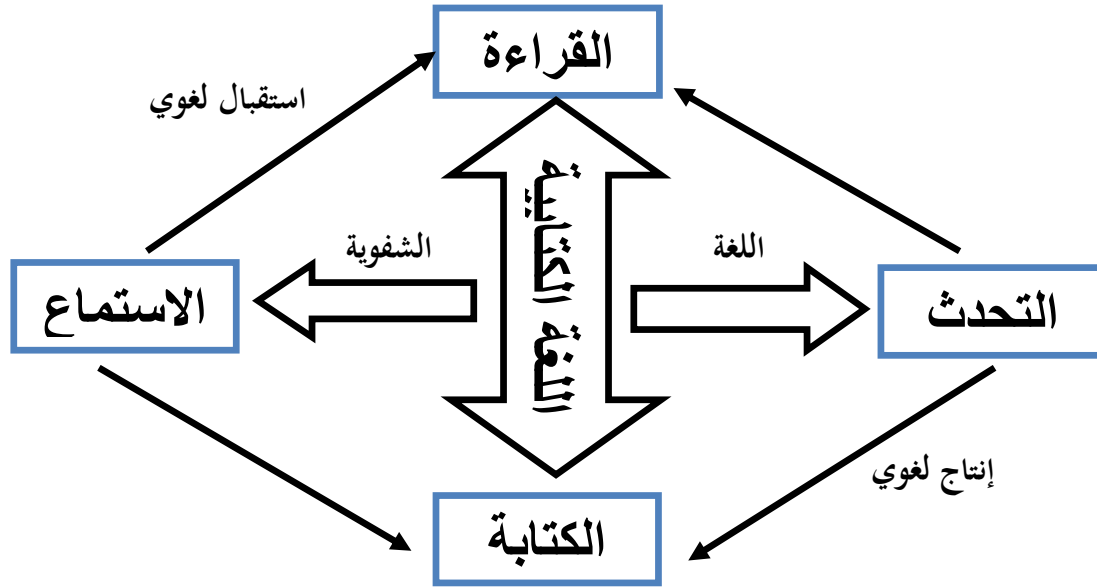 القراءة
استقبال لغوي
اللغة الكتابية
اللغة
الشفوية
التحدث
الاستماع
إنتاج لغوي
الكتابة